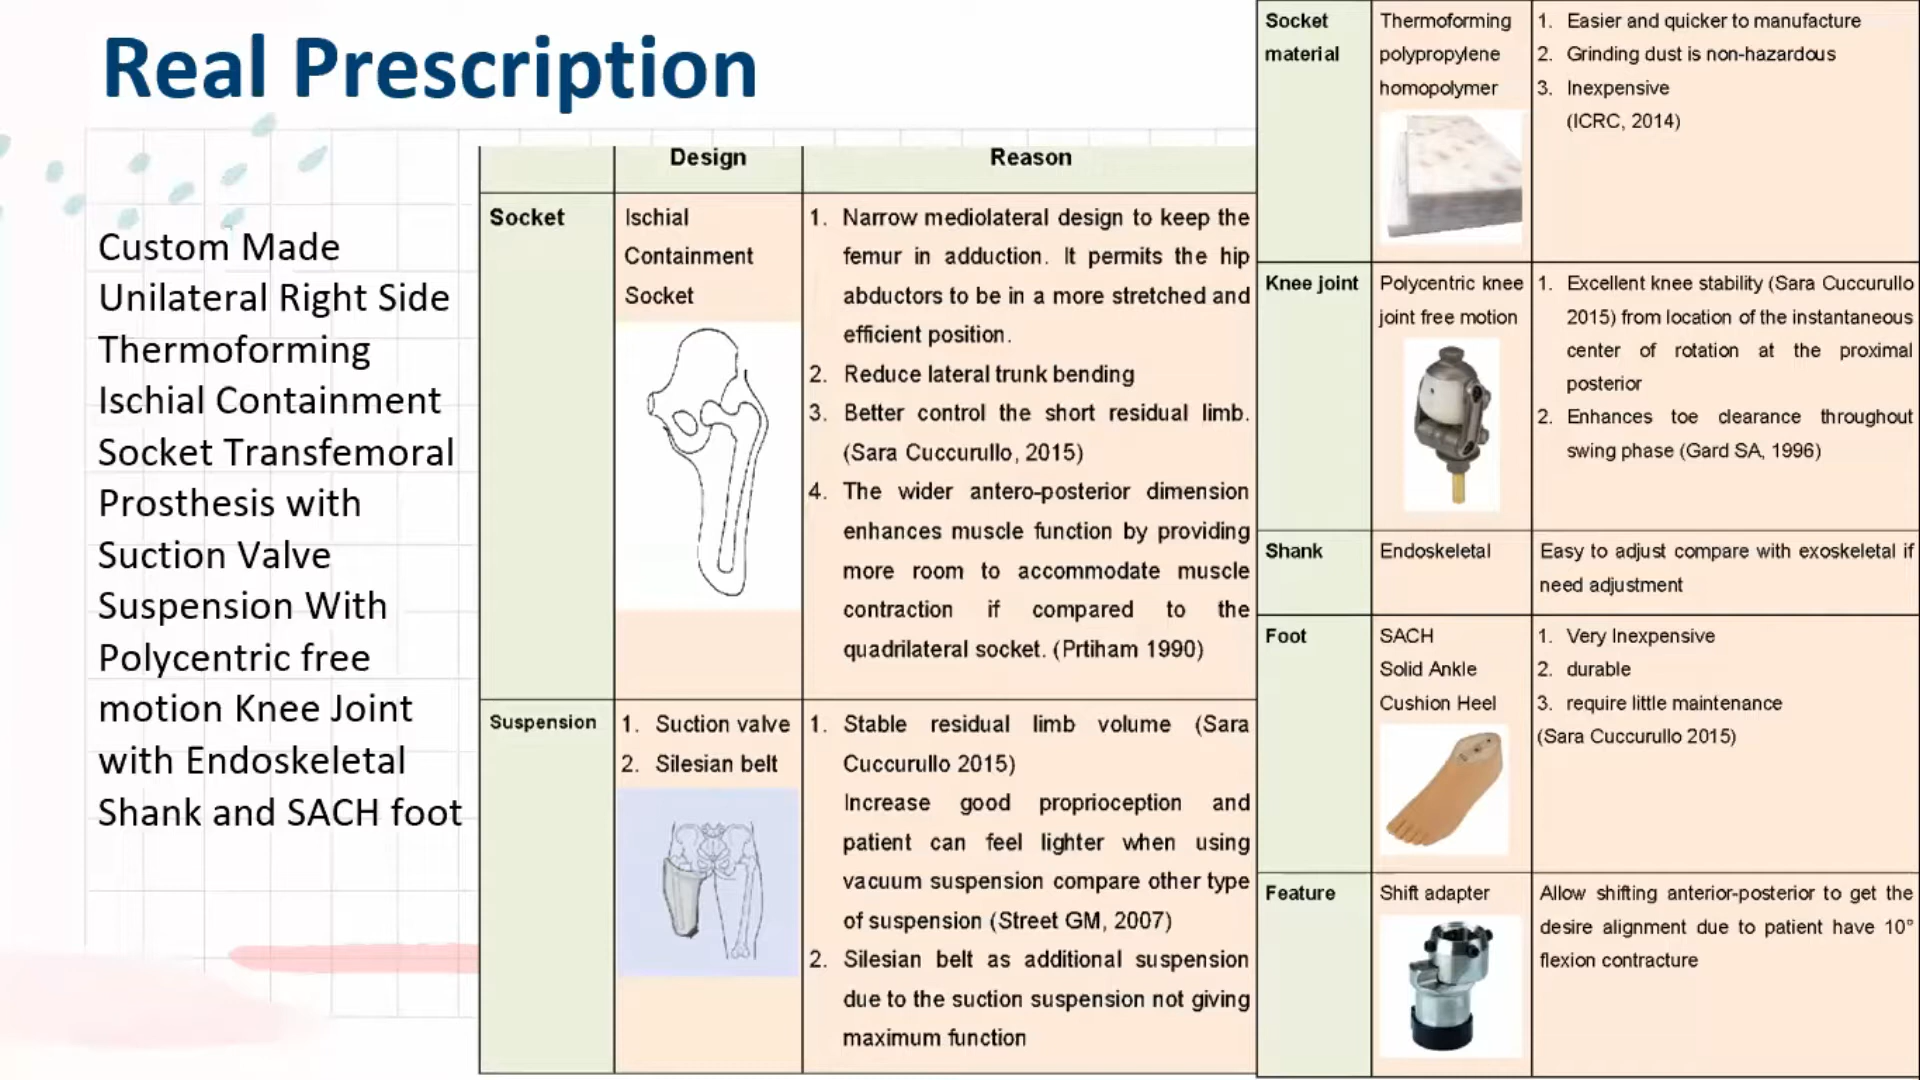 Real Prescription
Custom Made
Unilateral Right Side
Thermoforming
Ischial Containment
Socket Transfemoral
Prosthesis with
Suction Valve
Suspension With
Polycentric free
motion Knee Joint
with Endoskeletal
Shank and SACH foot
Design
Reason
Socket
Ischial
Containment
Socket
1. Narrow mediolateral design to keep the
femur in adduction. It permits the hip
abductors to be in a more stretched and
efficient position.
2. Reduce lateral trunk bending
3. Better control the short residual limb.
(Sara Cuccurullo, 2015)
4. The wider antero-posterior dimension
enhances muscle function by providing
more room to accommodate muscle
contraction if compared to the
quadrilateral socket. (Prtiham 1990)
Suspension
1. Suction valve
2. Silesian belt
1. Stable residual limb volume (Sara
Cuccurullo 2015)
Increase good proprioception and
patient can feel lighter when using
vacuum suspension compare other type
of suspension (Street GM, 2007)
2. Silesian belt as additional suspension
due to the suction suspension not giving
maximum function
Socket
material
Thermoforming
polypropylene
homopolymer
1. Easier and quicker to manufacture
2. Grinding dust is non-hazardous
3. Inexpensive
(ICRC, 2014)
Knee joint
Polycentric knee
joint free motion
1. Excellent knee stability (Sara Cuccurullo
2015) from location of the instantaneous
center of rotation at the proximal
posterior
2. Enhances toe clearance throughout
swing phase (Gard SA, 1996)
Shank
Endoskeletal
Easy to adjust compare with exoskeletal if
need adjustment
Foot
SACH
Solid Ankle
Cushion Heel
1. Very Inexpensive
2. durable
3. require little maintenance
(Sara Cuccurullo 2015)
Feature
Shift adapter
Allow shifting anterior-posterior to get the
desire alignment due to patient have 10°
flexion contracture